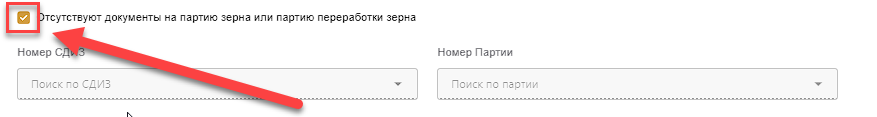 Отсутствуют документы на партию зерна или партию переработки зерна
Номер СДИЗ Номер Партии
Поиск по СДИЗ Поиск по партии